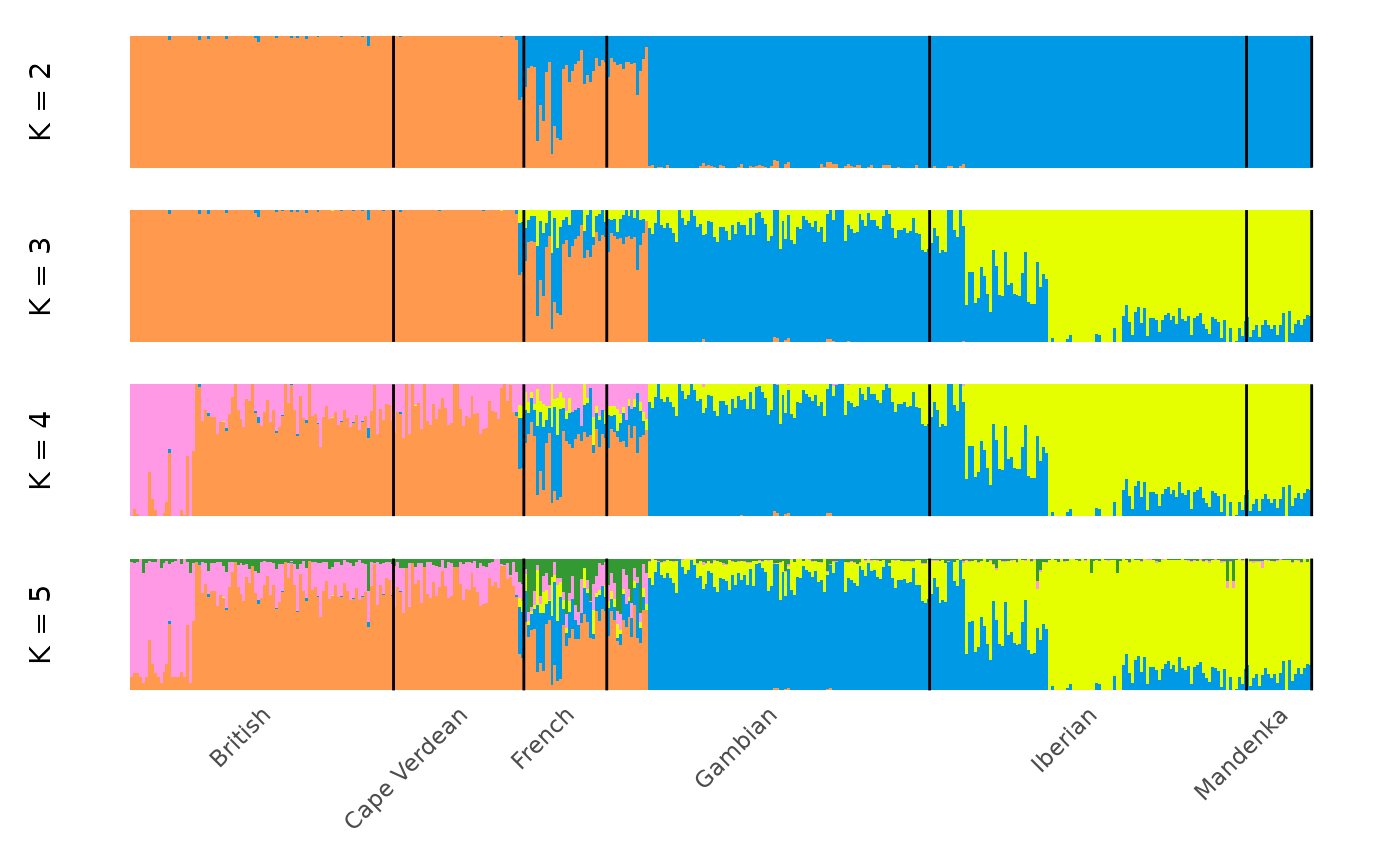 K = 2
K = 3
K = 4
K = 5
British
Cape Verdean
French
Gambian
Iberian
Mandenka